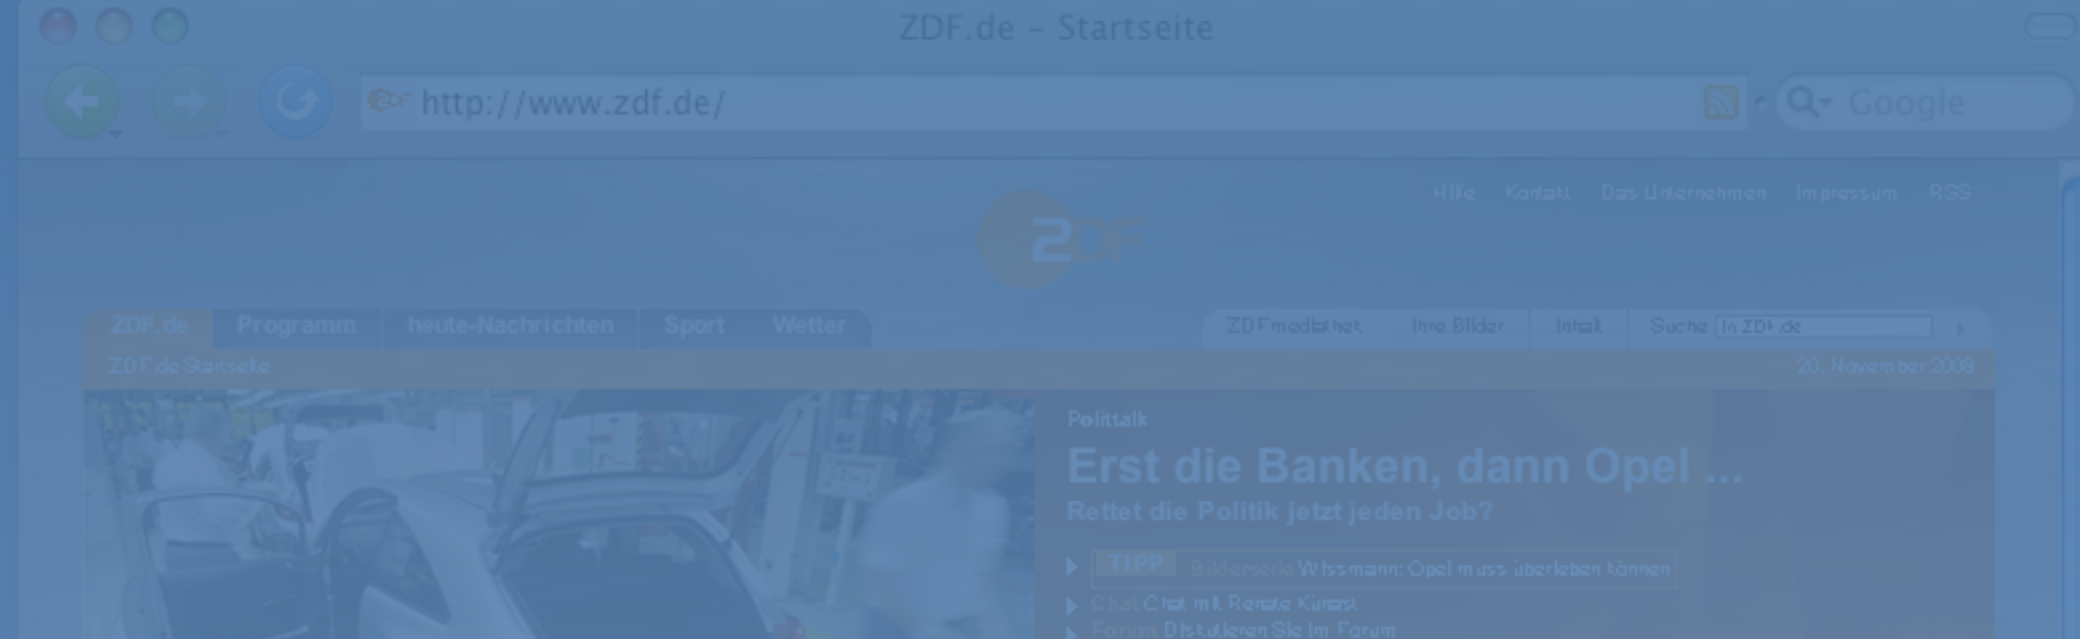 ZDF.de – Startseite
ZDF http://www.zdf.de/ Google
Hilfe Kontakt Das Unternehmen Impressum RSS
ZDF
ZDF.de Programm heute-Nachrichten Sport Wetter ZDFmediathek Ihre Bilder Inhalt Suche in ZDF.de
ZDF.de Startseite 20. November 2008
Polittalk
Erst die Banken, dann Opel ...
Rettet die Politik jetzt jeden Job?
TIPP Bilderserie Wissmann: Opel muss überleben können
Chat Chat mit Renate Künast
Forum Diskutieren Sie im Forum